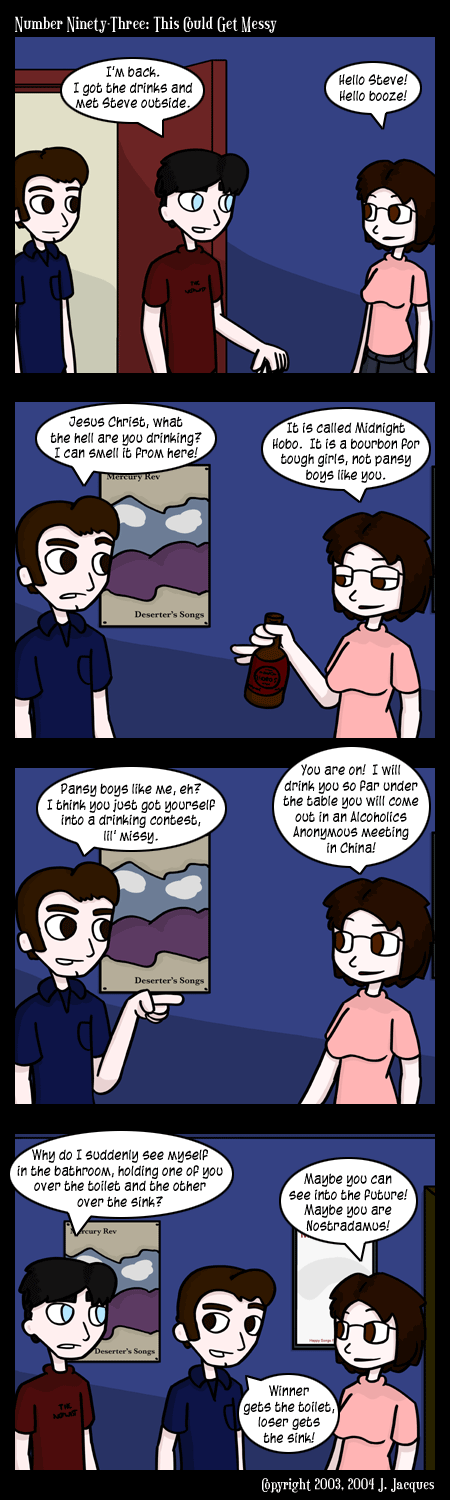 Number Ninety-Three: This Could Get Messy
I'm back.
I got the drinks and
met Steve outside.
Hello Steve!
Hello booze!
Jesus Christ, what
the hell are you drinking?
I can smell it from here!
It is called Midnight
Hobo. It is a bourbon for
tough girls, not pansy
boys like you.
Mercury Rev
Deserter's Songs
Pansy boys like me, eh?
I think you just got yourself
into a drinking contest,
lil' missy.
You are on! I will
drink you so far under
the table you will come
out in an Alcoholics
Anonymous meeting
in China!
Deserter's Songs
Why do I suddenly see myself
in the bathroom, holding one of you
over the toilet and the other
over the sink?
Maybe you can
see into the future!
Maybe you are
Nostradamus!
Mercury Rev
Deserter's Songs
Happy Songs
THE
Winner
gets the toilet,
loser gets
the sink!
Copyright 2003, 2004 J. Jacques